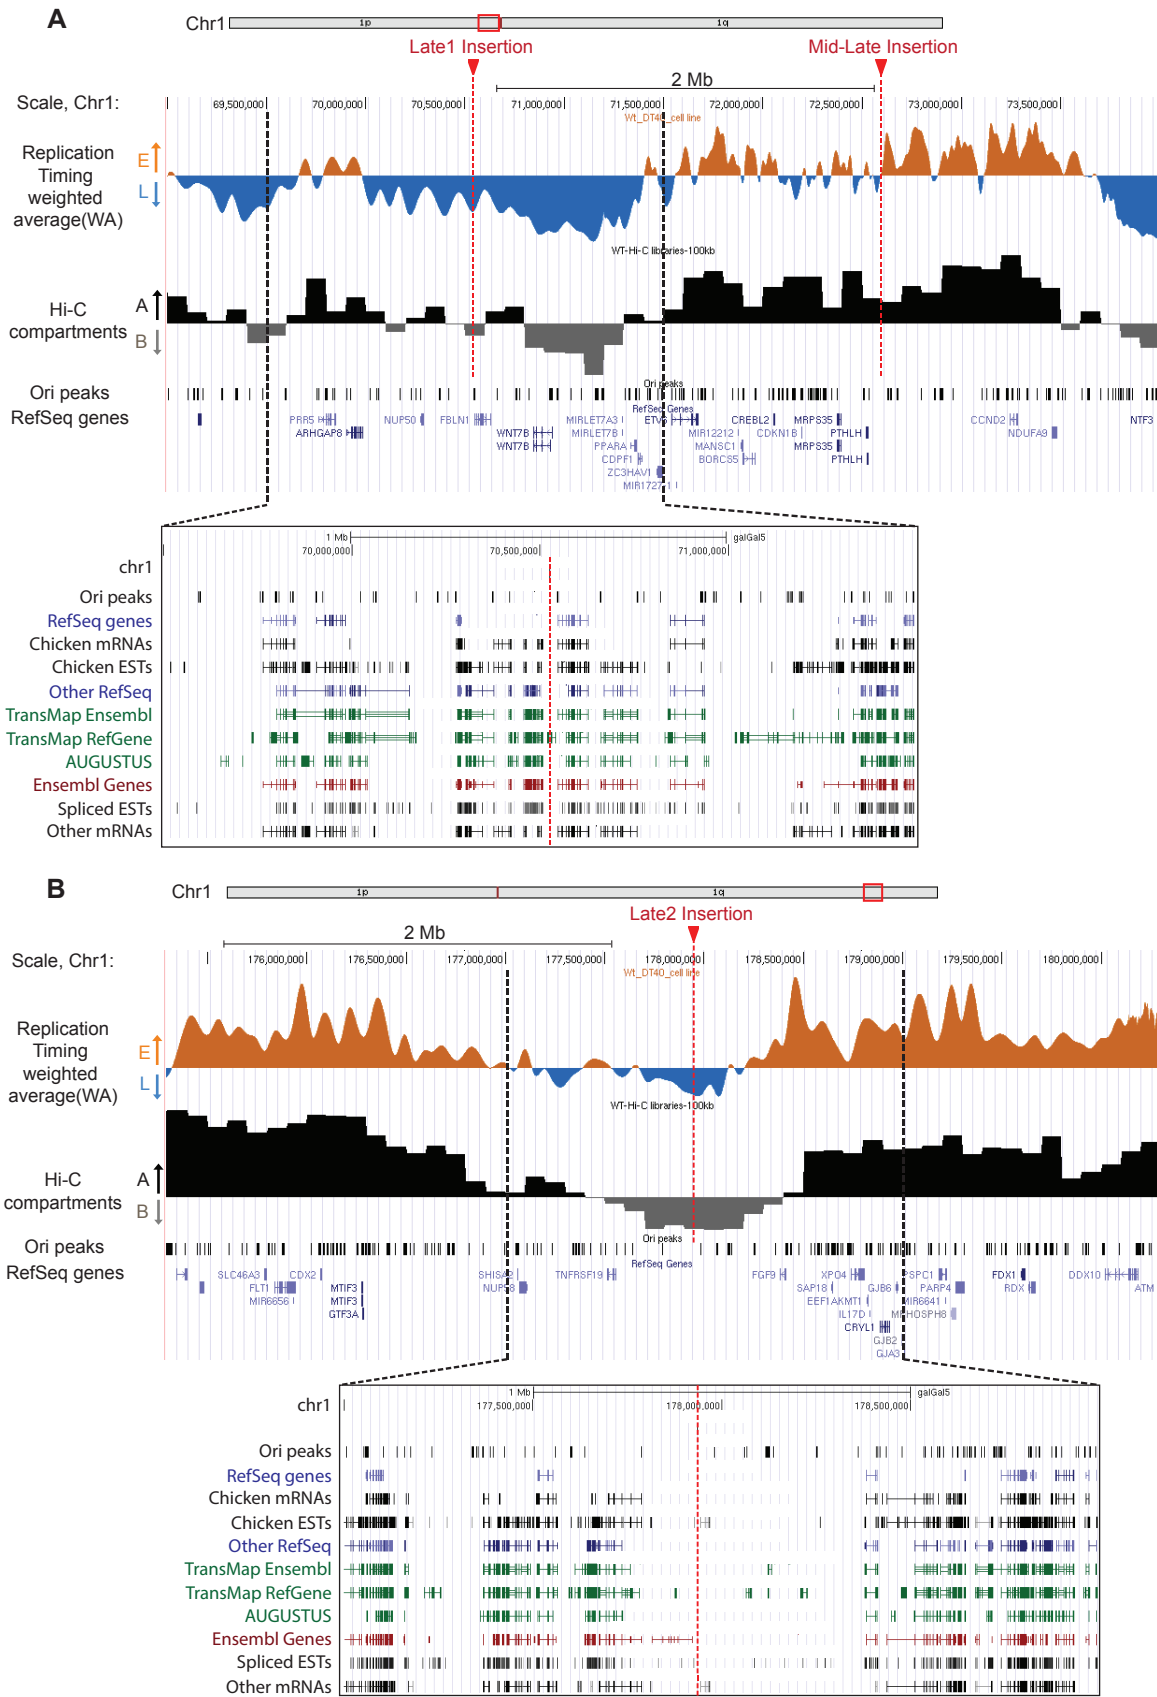 A
Chr1
1p
1q
Late1 Insertion
Mid-Late Insertion
2 Mb
Scale, Chr1:
69,500,000
70,000,000
70,500,000
71,000,000
71,500,000
72,000,000
72,500,000
73,000,000
73,500,000
Wt_DT40_cell line
Replication
Timing
weighted
average(WA)
E
L
WT-Hi-C libraries-100kb
Hi-C
compartments
A
B
Ori peaks
Ori peaks
RefSeq genes
RefSeq Genes
PRR5
NUP50
FBLN1
MIRLET7A3
ETV6
CREBL2
MRPS35
CCND2
NTF3
ARHGAP8
WNT7B
MIRLET7B
MIR12212
CDKN1B
PTHLH
NDUFA9
WNT7B
PPARA
MANSC1
MRPS35
CDPF1
BORCS5
PTHLH
ZC3HAV1
MIR1727-1
1 Mb
galGal5
70,000,000
70,500,000
71,000,000
chr1
Ori peaks
RefSeq genes
Chicken mRNAs
Chicken ESTs
Other RefSeq
TransMap Ensembl
TransMap RefGene
AUGUSTUS
Ensembl Genes
Spliced ESTs
Other mRNAs
B
Chr1
1p
1q
Late2 Insertion
2 Mb
Scale, Chr1:
176,000,000
176,500,000
177,000,000
177,500,000
178,000,000
178,500,000
179,000,000
179,500,000
180,000,000
Wt_DT40_cell line
Replication
Timing
weighted
average(WA)
E
L
WT-Hi-C libraries-100kb
Hi-C
compartments
A
B
Ori peaks
Ori peaks
RefSeq genes
RefSeq Genes
SLC46A3
CDX2
SHISA2
TNFRSF19
FGF9
XPO4
PSPC1
FDX1
DDX10
FLT1
MTIF3
NUP58
SAP18
GJB6
PARP4
RDX
ATM
MIR6656
MTIF3
EEF1AKMT1
MIR6641
GTF3A
IL17D
MPHOSPH8
CRYL1
GJB2
GJA3
1 Mb
galGal5
chr1
177,500,000
178,000,000
178,500,000
Ori peaks
RefSeq genes
Chicken mRNAs
Chicken ESTs
Other RefSeq
TransMap Ensembl
TransMap RefGene
AUGUSTUS
Ensembl Genes
Spliced ESTs
Other mRNAs